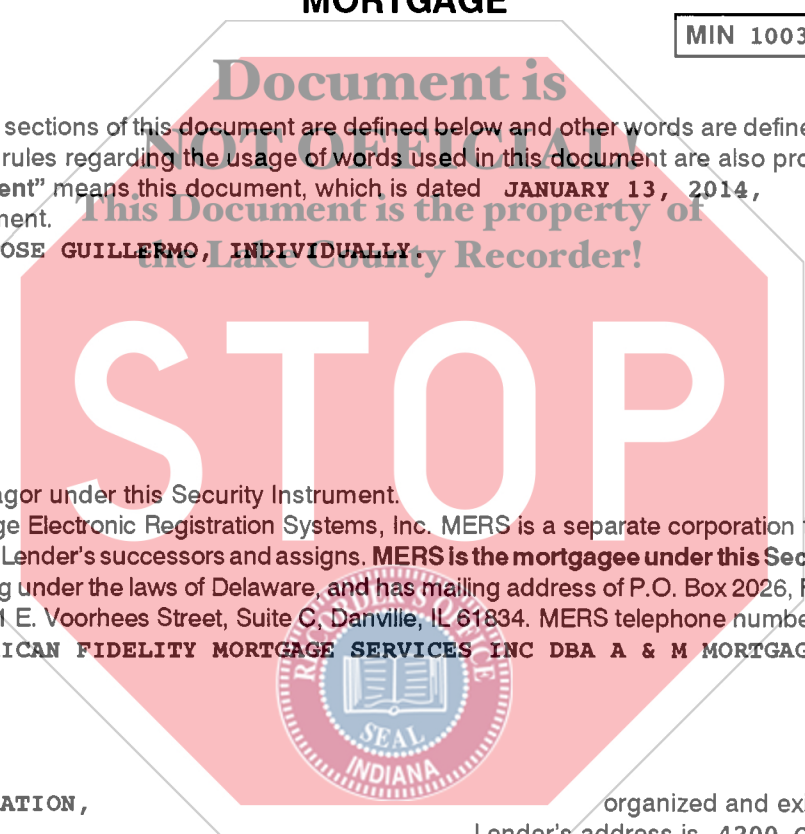 MORTGAGE
MIN 1003
Document is
sections of this document are defined below and other words are define
NOT OFFICIAL!
rules regarding the usage of words used in this document are also pro
ent” means this document, which is dated JANUARY 13, 2014,
This Document is the property of
ment.
OSE GUILLERMO, INDIVIDUALLY.
the Lake County Recorder!
STOP
agor under this Security Instrument.
ge Electronic Registration Systems, Inc. MERS is a separate corporation
Lender's successors and assigns. MERS is the mortgagee under this Sec
g under the laws of Delaware, and has mailing address of P.O. Box 2026, F
1 E. Voorhees Street, Suite C, Danville, IL 61834. MERS telephone numbe
ICAN FIDELITY MORTGAGE SERVICES INC DBA A & M MORTGAG
RECORDER'S OFFICE
SEAL
INDIANA
ATION,
organized and exi
Lender's address is 4200